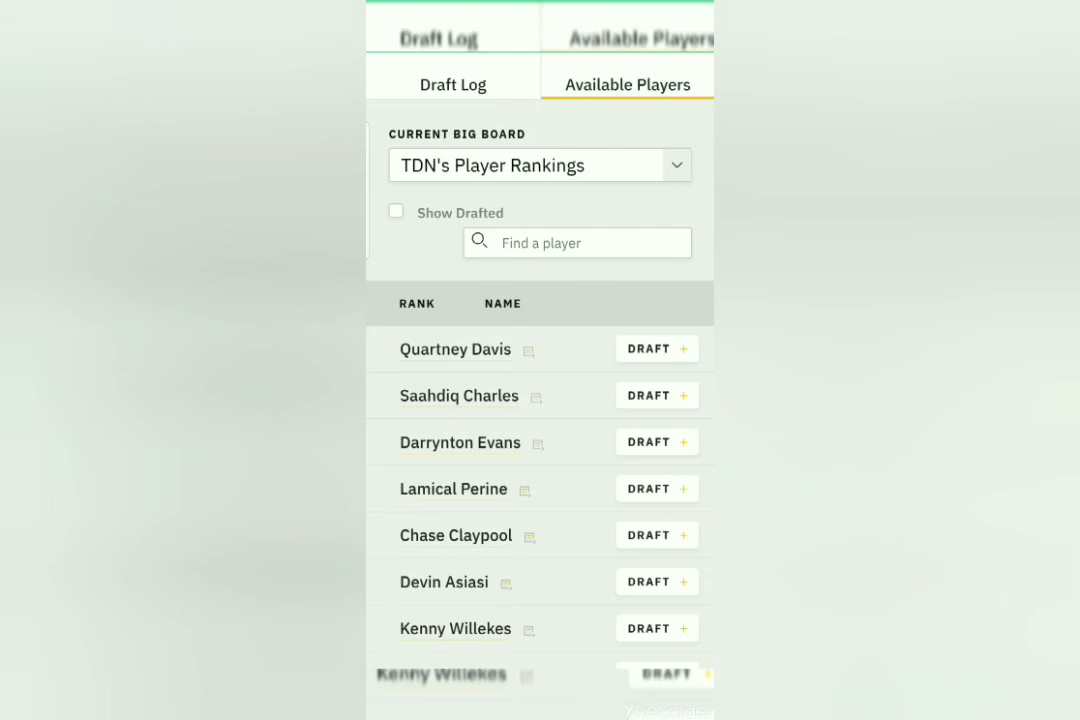 Draft Log Available Players
Draft Log Available Players
CURRENT BIG BOARD
TDN's Player Rankings
Show Drafted
Find a player
RANK NAME
Quartney Davis DRAFT +
Saahdiq Charles DRAFT +
Darrynton Evans DRAFT +
Lamical Perine DRAFT +
Chase Claypool DRAFT +
Devin Asiasi DRAFT +
Kenny Willekes DRAFT +
Kenny Willekes DRAFT +